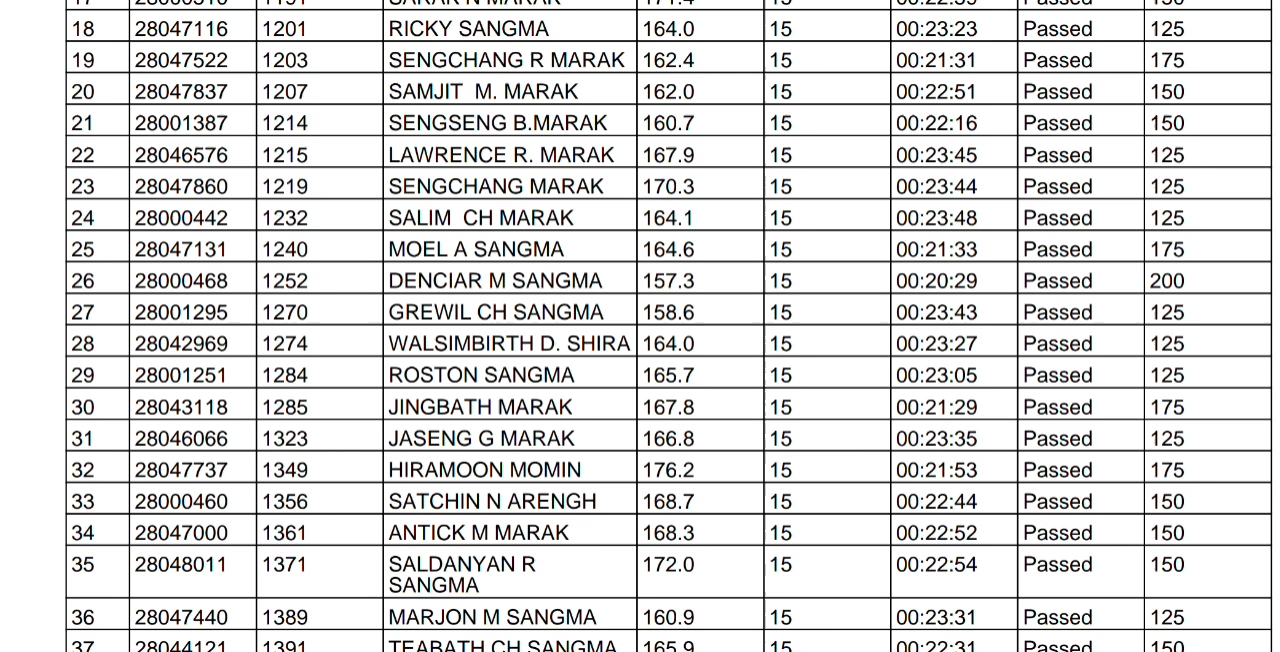 17 28000510 1191 SARAK N MARAK 171.4 15 00:22:39 Passed 150
18 28047116 1201 RICKY SANGMA 164.0 15 00:23:23 Passed 125
19 28047522 1203 SENGCHANG R MARAK 162.4 15 00:21:31 Passed 175
20 28047837 1207 SAMJIT  M. MARAK 162.0 15 00:22:51 Passed 150
21 28001387 1214 SENGSENG B.MARAK 160.7 15 00:22:16 Passed 150
22 28046576 1215 LAWRENCE R. MARAK 167.9 15 00:23:45 Passed 125
23 28047860 1219 SENGCHANG MARAK 170.3 15 00:23:44 Passed 125
24 28000442 1232 SALIM  CH MARAK 164.1 15 00:23:48 Passed 125
25 28047131 1240 MOEL A SANGMA 164.6 15 00:21:33 Passed 175
26 28000468 1252 DENCIAR M SANGMA 157.3 15 00:20:29 Passed 200
27 28001295 1270 GREWIL CH SANGMA 158.6 15 00:23:43 Passed 125
28 28042969 1274 WALSIMBIRTH D. SHIRA 164.0 15 00:23:27 Passed 125
29 28001251 1284 ROSTON SANGMA 165.7 15 00:23:05 Passed 125
30 28043118 1285 JINGBATH MARAK 167.8 15 00:21:29 Passed 175
31 28046066 1323 JASENG G MARAK 166.8 15 00:23:35 Passed 125
32 28047737 1349 HIRAMOON MOMIN 176.2 15 00:21:53 Passed 175
33 28000460 1356 SATCHIN N ARENGH 168.7 15 00:22:44 Passed 150
34 28047000 1361 ANTICK M MARAK 168.3 15 00:22:52 Passed 150
35 28048011 1371 SALDANYAN R 172.0 15 00:22:54 Passed 150
SANGMA
36 28047440 1389 MARJON M SANGMA 160.9 15 00:23:31 Passed 125
37 28044121 1391 TEABATH CH SANGMA 165.9 15 00:22:31 Passed 150